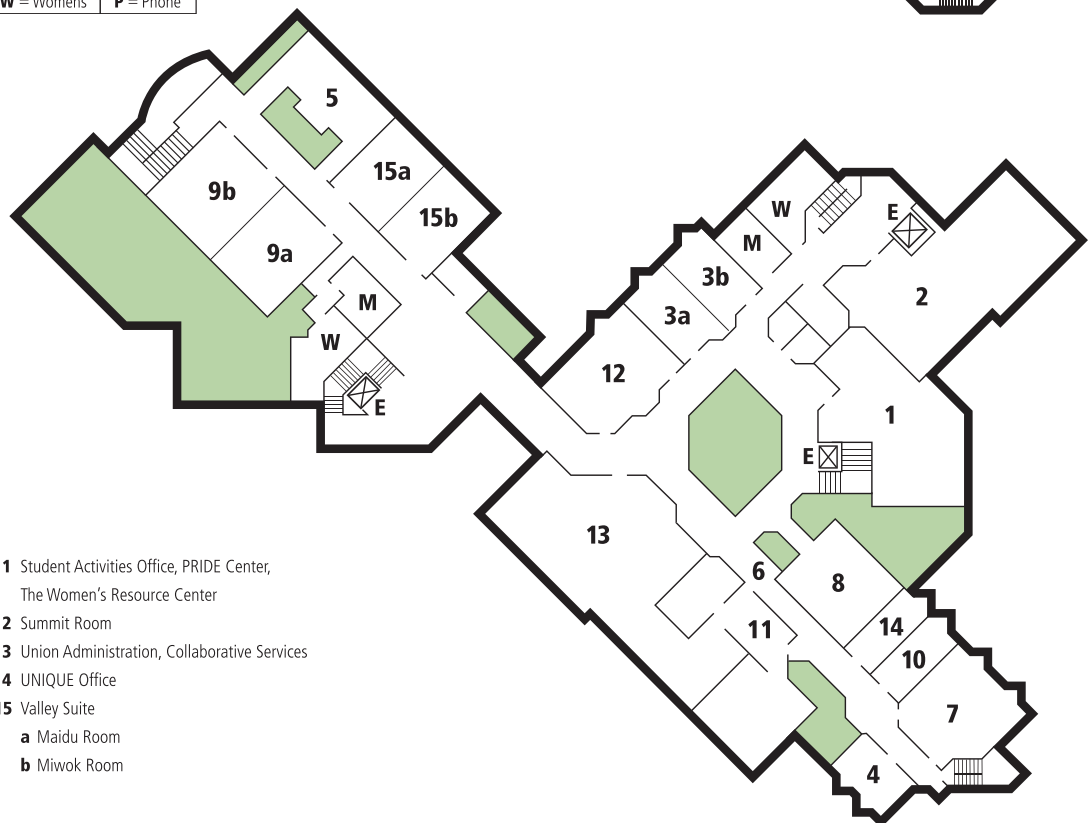 W = Womens P = Phone
5
15a
9b
15b
W
E
9a
M
3b
M
3a
2
W
12
E
1
E
13
6
8
11
14
10
7
4
1 Student Activities Office, PRIDE Center,
The Women's Resource Center
2 Summit Room
3 Union Administration, Collaborative Services
4 UNIQUE Office
15 Valley Suite
a Maidu Room
b Miwok Room